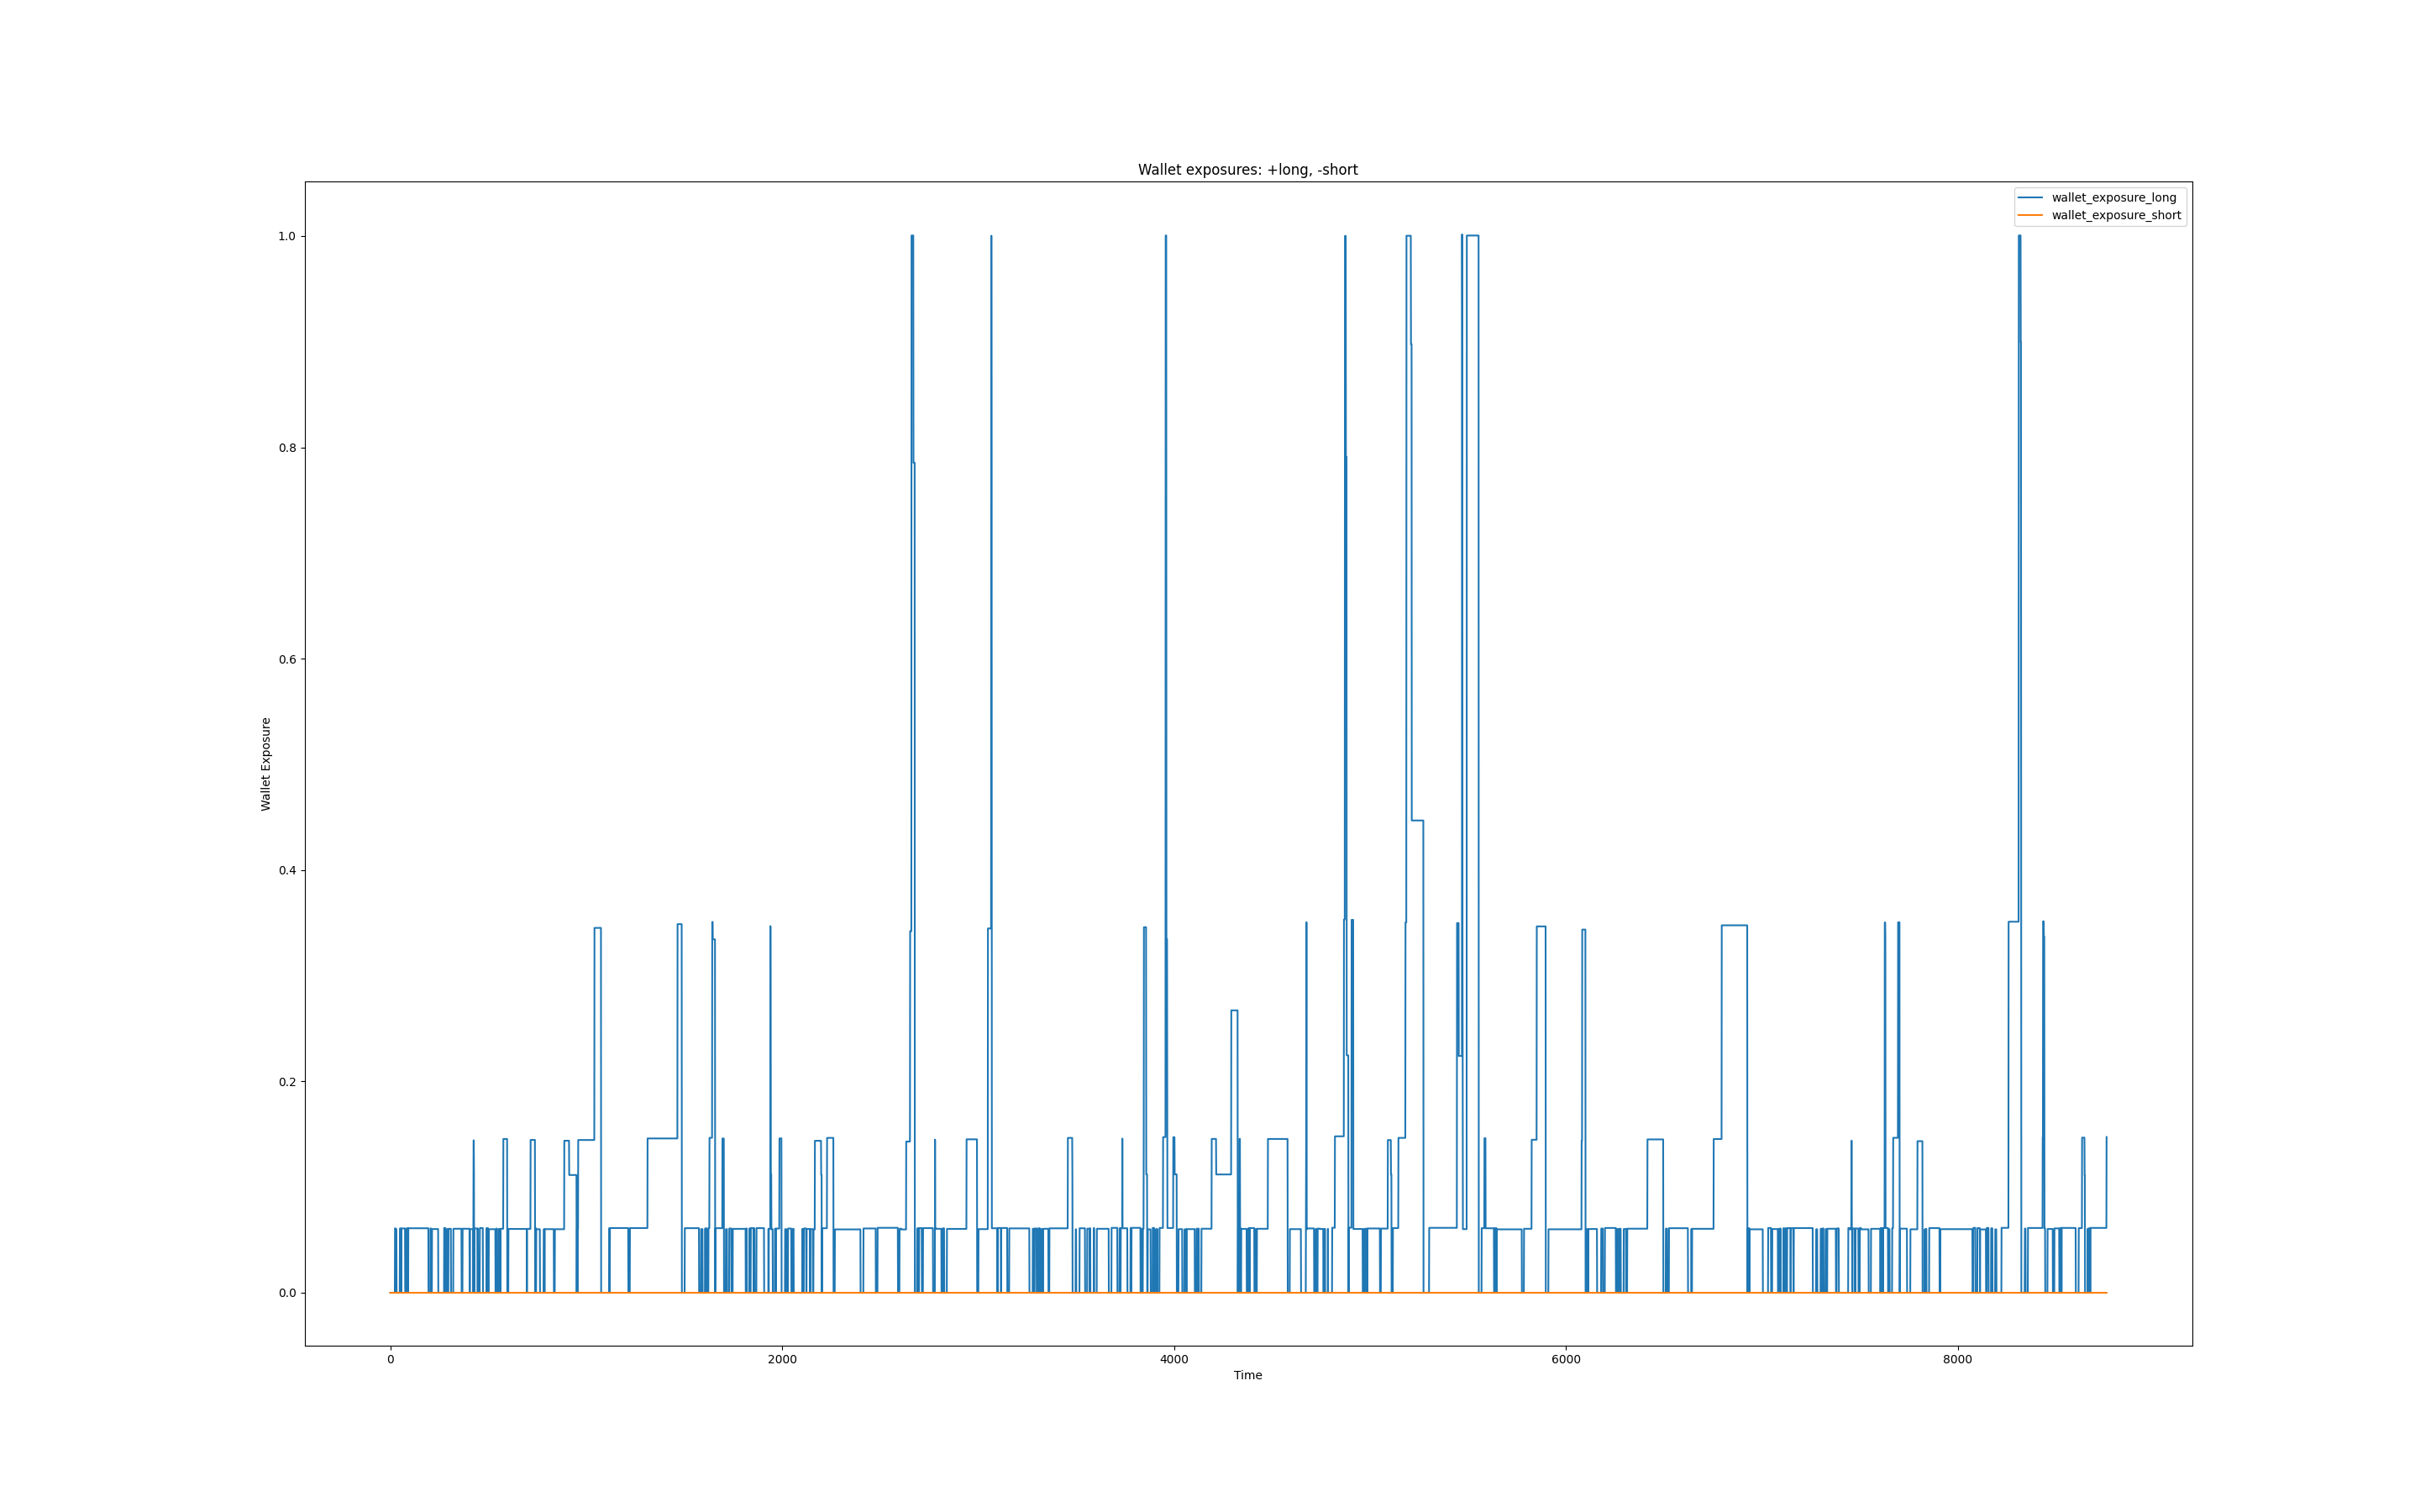 Wallet exposures: +long, -short
wallet_exposure_long
wallet_exposure_short
1.0
0.8
0.6
0.4
0.2
0.0
Wallet Exposure
0 2000 4000 6000 8000
Time